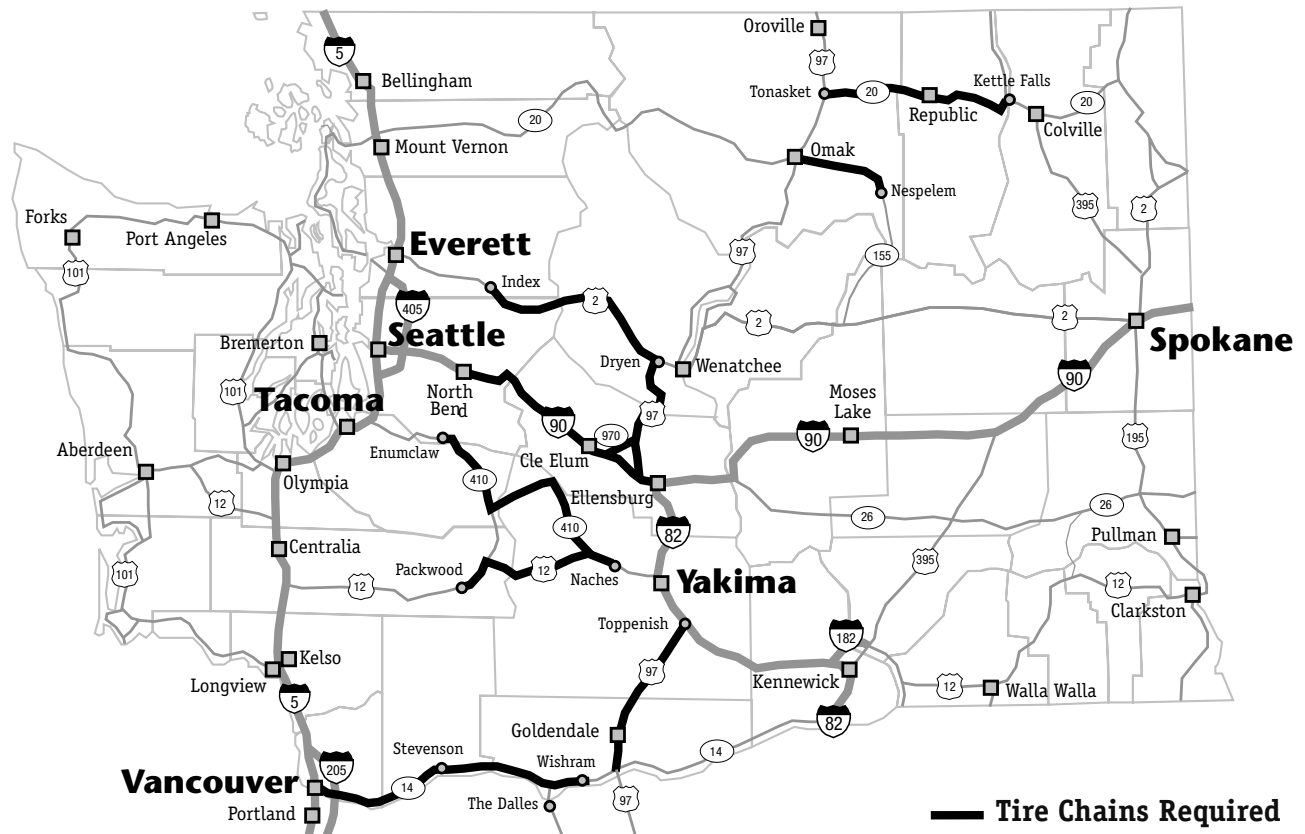 Oroville
5
97
Bellingham
Kettle Falls
Tonasket
20
20
Republic
Colville
20
Mount Vernon
Omak
Nespelem
395
2
Forks
Port Angeles
Everett
97
155
101
Index
2
405
2
2
Seattle
Spokane
Bremerton
Dryen
Wenatchee
90
North
Bend
Moses
Lake
101
Tacoma
97
90
970
90
195
Enumclaw
Cle Elum
Aberdeen
Olympia
410
Ellensburg
12
26
26
410
82
Pullman
Centralia
395
101
Packwood
12
12
Naches
Yakima
12
Clarkston
Toppenish
182
Kelso
Longview
97
Kennewick
12
Walla Walla
5
82
Goldendale
14
Stevenson
Wishram
205
Vancouver
14
The Dalles
97
Portland
Tire Chains Required